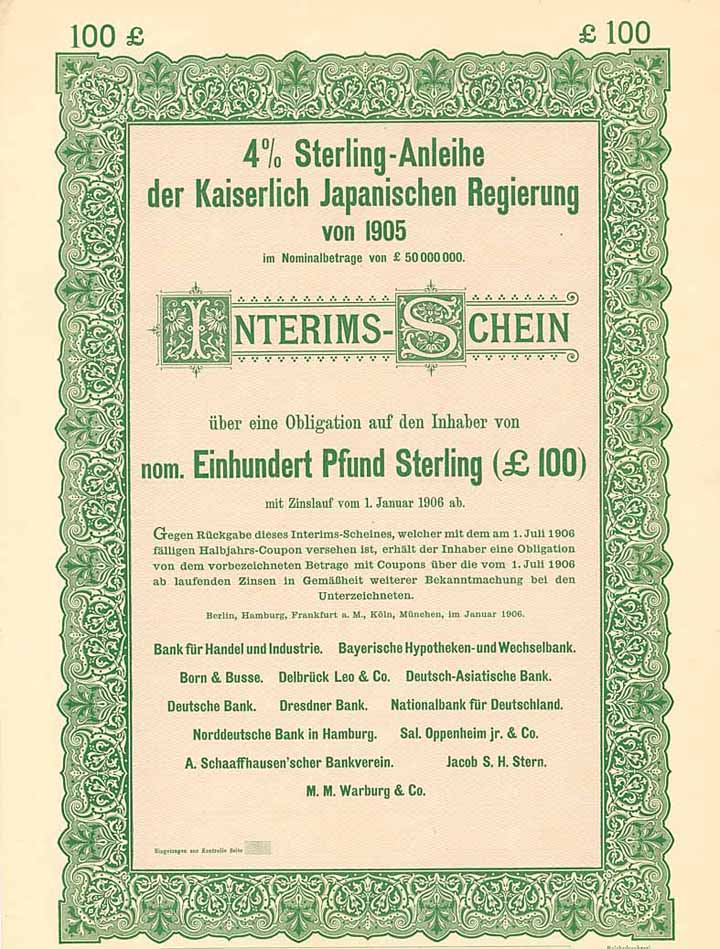 100 £
£ 100
4% Sterling-Anleihe
der Kaiserlich Japanischen Regierung
von 1905
im Nominalbetrage von £ 50 000 000.
INTERIMS-SCHEIN
über eine Obligation auf den Inhaber von
nom. Einhundert Pfund Sterling (£ 100)
mit Zinslauf vom 1. Januar 1906 ab.
Gegen Rückgabe dieses Interims-Scheines, welcher mit dem am 1. Juli 1906
fälligen Halbjahrs-Coupon versehen ist, erhält der Inhaber eine Obligation
von dem vorbezeichneten Betrage mit Coupons über die vom 1. Juli 1906
ab laufenden Zinsen in Gemäßheit weiterer Bekanntmachung bei den
Unterzeichneten.
Berlin, Hamburg, Frankfurt a. M., Köln, München, im Januar 1906.
Bank für Handel und Industrie. Bayerische Hypotheken- und Wechselbank.
Born & Busse. Delbrück Leo & Co. Deutsch-Asiatische Bank.
Deutsche Bank. Dresdner Bank. Nationalbank für Deutschland.
Norddeutsche Bank in Hamburg. Sal. Oppenheim jr. & Co.
A. Schaaffhausen'scher Bankverein. Jacob S. H. Stern.
M. M. Warburg & Co.
Eingetragen zur Kontrolle Seite